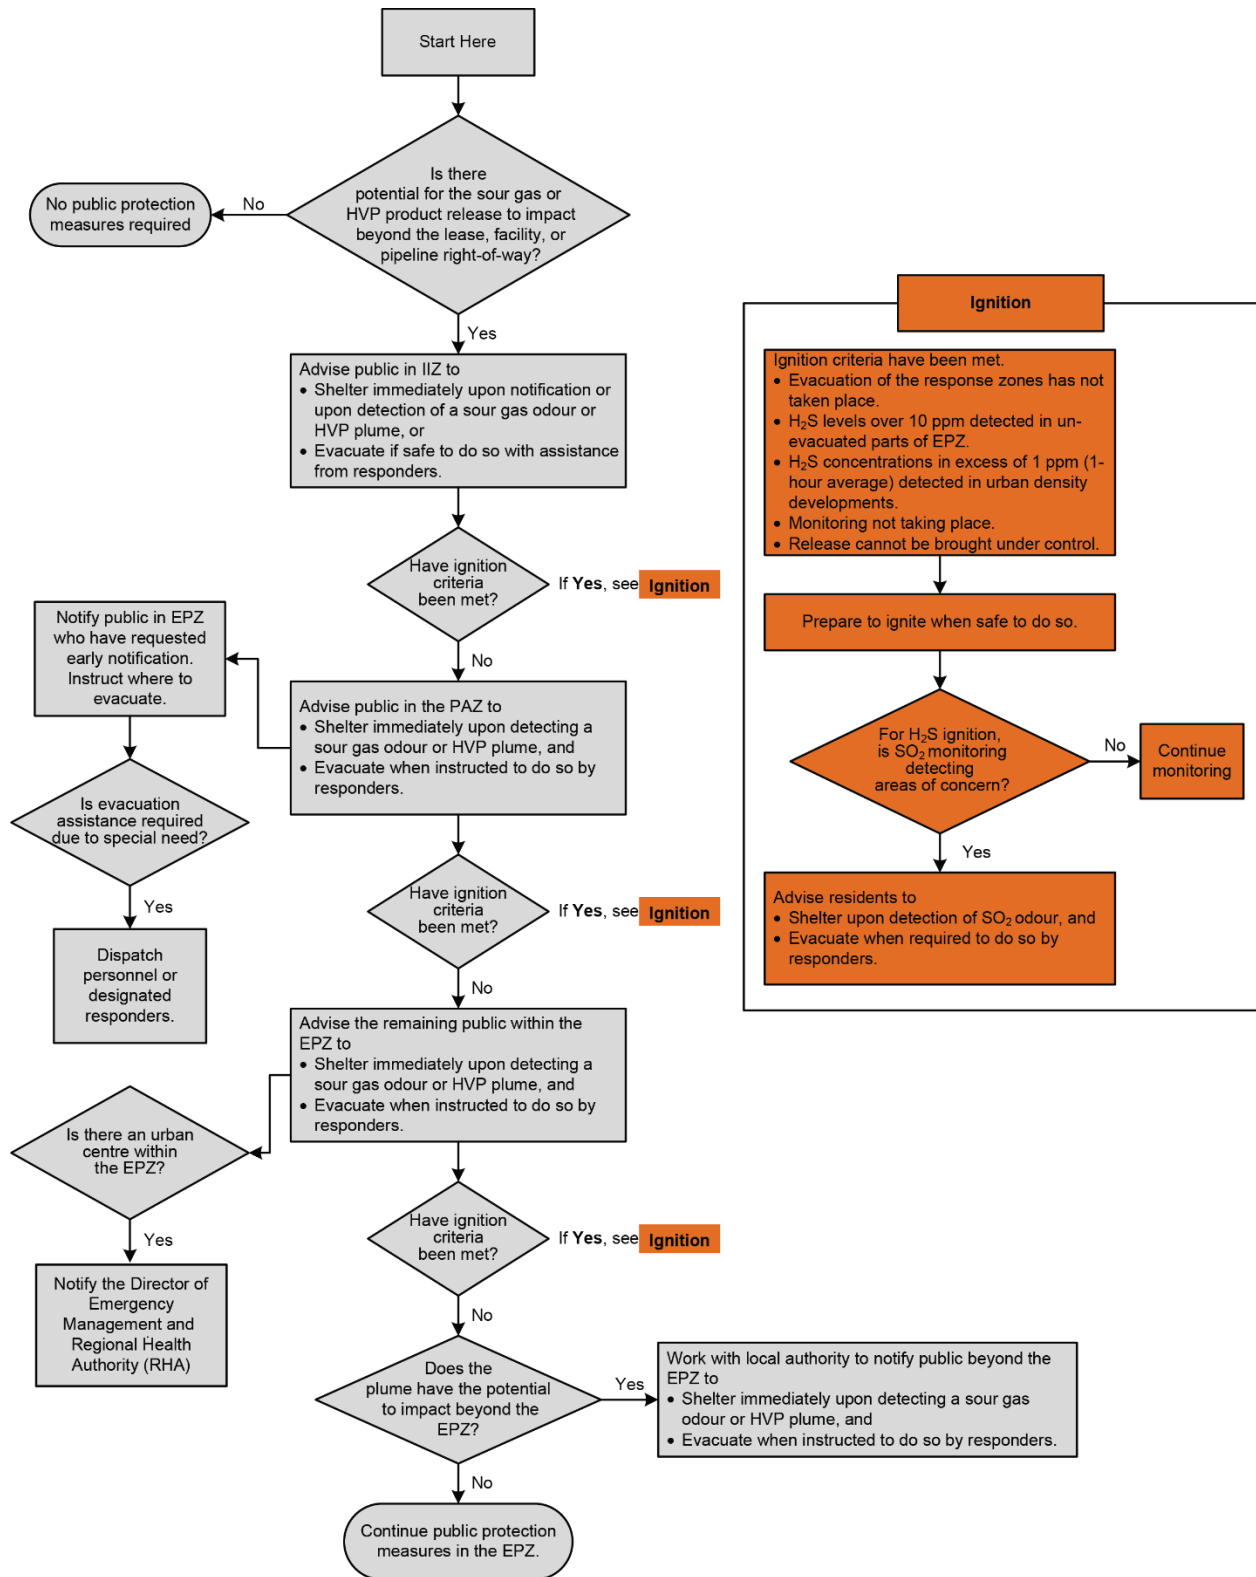 Start Here
Is there
potential for the sour gas or
HVP product release to impact
beyond the lease, facility, or
pipeline right-of-way?
No
No public protection
measures required
Yes
Advise public in IIZ to
• Shelter immediately upon notification or
upon detection of a sour gas odour or
HVP plume, or
• Evacuate if safe to do so with assistance
from responders.
Have ignition
criteria
been met?
If Yes, see Ignition
No
Advise public in the PAZ to
• Shelter immediately upon detecting a
sour gas odour or HVP plume, and
• Evacuate when instructed to do so by
responders.
Notify public in EPZ
who have requested
early notification.
Instruct where to
evacuate.
Is evacuation
assistance required
due to special need?
Yes
Dispatch
personnel or
designated
responders.
Have ignition
criteria
been met?
If Yes, see Ignition
No
Advise the remaining public within the
EPZ to
• Shelter immediately upon detecting a
sour gas odour or HVP plume, and
• Evacuate when instructed to do so by
responders.
Is there an urban
centre within
the EPZ?
Yes
Notify the Director of
Emergency
Management and
Regional Health
Authority (RHA)
Have ignition
criteria
been met?
If Yes, see Ignition
No
Does the
plume have the potential
to impact beyond the
EPZ?
Yes
Work with local authority to notify public beyond the
EPZ to
• Shelter immediately upon detecting a sour gas
odour or HVP plume, and
• Evacuate when instructed to do so by responders.
No
Continue public protection
measures in the EPZ.
Ignition
Ignition criteria have been met.
• Evacuation of the response zones has not
taken place.
• H₂S levels over 10 ppm detected in un-
evacuated parts of EPZ.
• H₂S concentrations in excess of 1 ppm (1-
hour average) detected in urban density
developments.
• Monitoring not taking place.
• Release cannot be brought under control.
Prepare to ignite when safe to do so.
For H₂S ignition,
is SO₂ monitoring
detecting
areas of concern?
No
Continue
monitoring
Yes
Advise residents to
• Shelter upon detection of SO₂ odour, and
• Evacuate when required to do so by
responders.